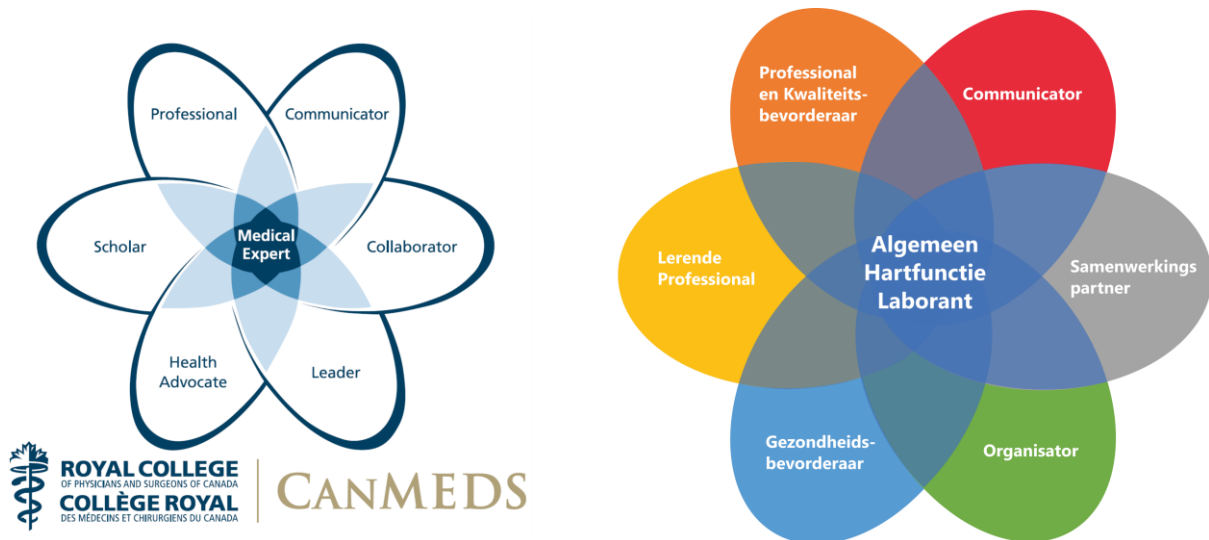 Professional
Communicator
Scholar
Medical
Expert
Collaborator
Health
Advocate
Leader
ROYAL COLLEGE
OF PHYSICIANS AND SURGEONS OF CANADA
COLLÈGE ROYAL
DES MÉDECINS ET CHIRURGIENS DU CANADA
CANMEDS
Professional
en Kwaliteits-
bevorderaar
Communicator
Lerende
Professional
Algemeen
Hartfunctie
Laborant
Samenwerkings
partner
Gezondheids-
bevorderaar
Organisator